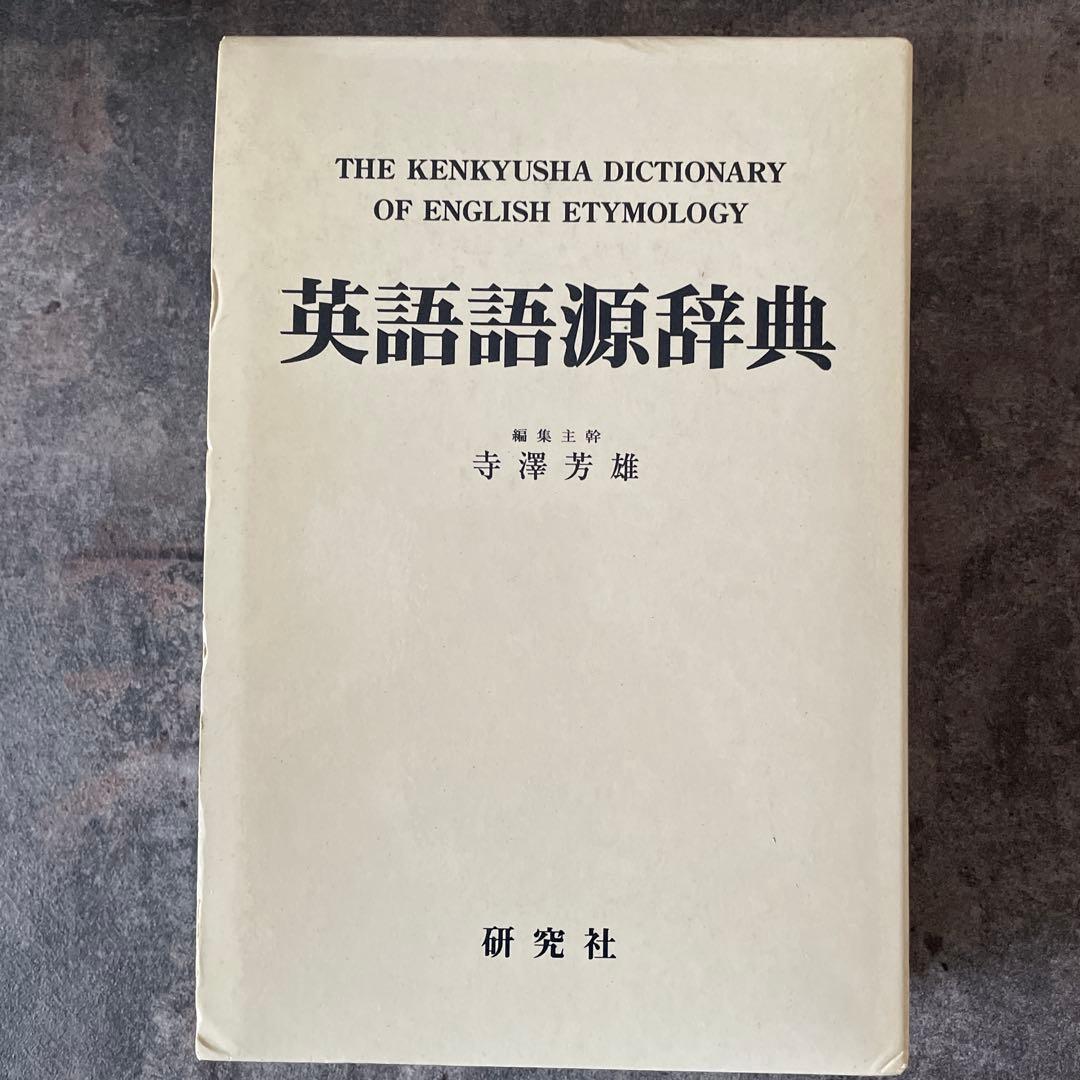 THE KENKYUSHA DICTIONARY
OF ENGLISH ETYMOLOGY
英語語源辞典
編集主幹
寺澤芳雄
研究社